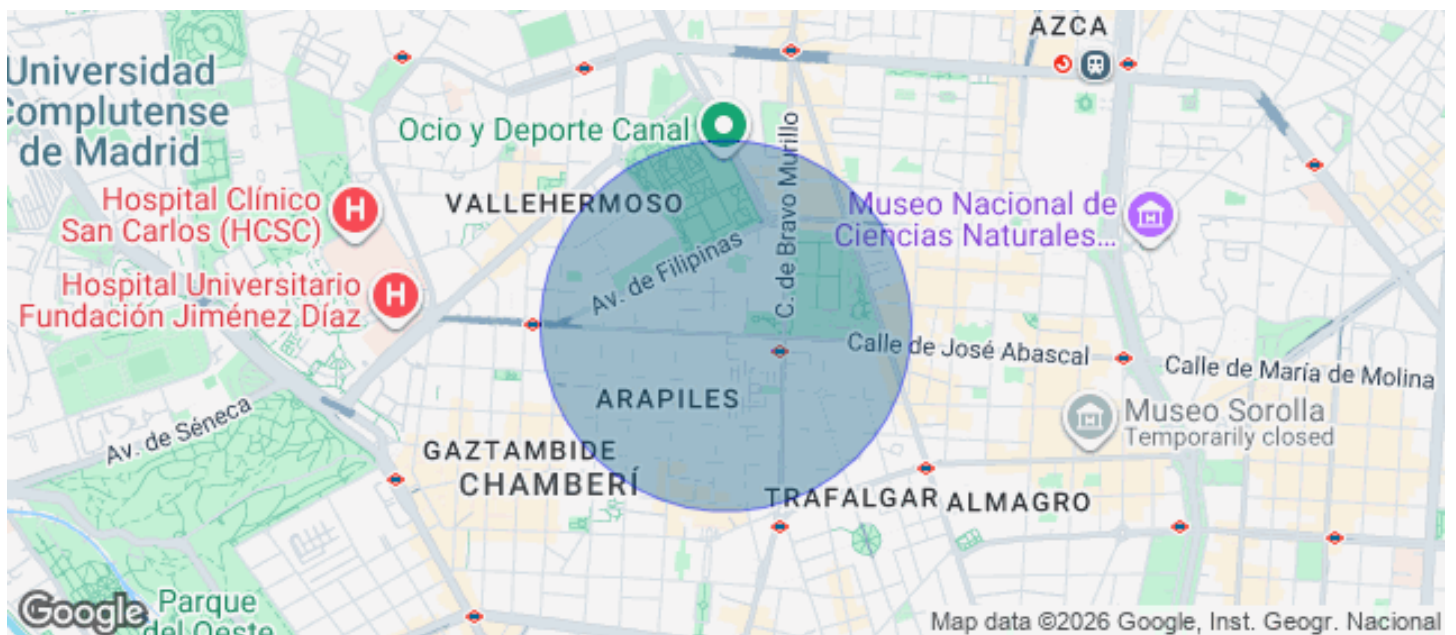 AZCA
Universidad
Complutense
de Madrid
Ocio y Deporte Canal
C. de Bravo Murillo
Hospital Clínico
San Carlos (HCSC)
VALLEHERMOSO
Museo Nacional de
Ciencias Naturales...
Av. de Filipinas
Hospital Universitario
Fundación Jiménez Díaz
Calle de José Abascal
Calle de María de Molina
ARAPILES
Museo Sorolla
Temporarily closed
Av. de Séneca
GAZTAMBIDE
CHAMBERÍ
TRAFALGAR
ALMAGRO
Google
Parque
del Oeste
Map data ©2026 Google, Inst. Geogr. Nacional